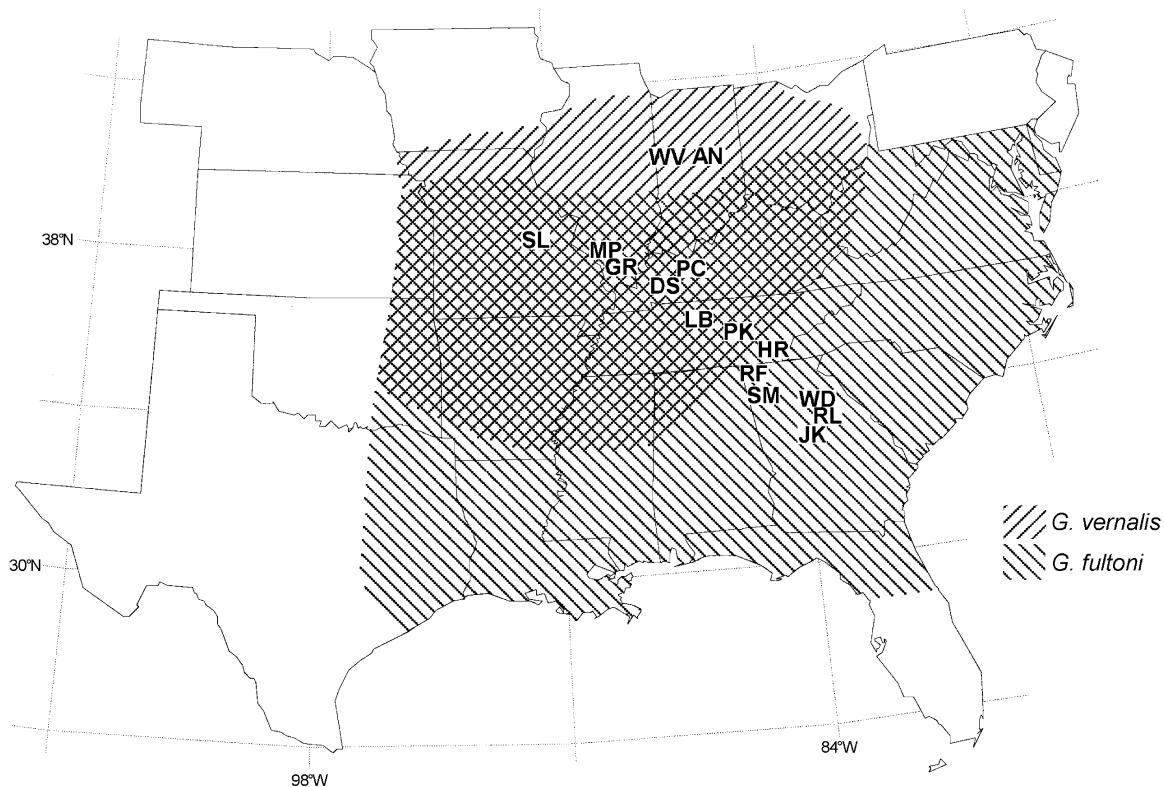 WV AN
38°N
SL
MP
GR
PC
DS
LB
PK
HR
RF
SM
WD
RL
JK
G. vernalis
G. fultoni
30°N
84°W
98°W